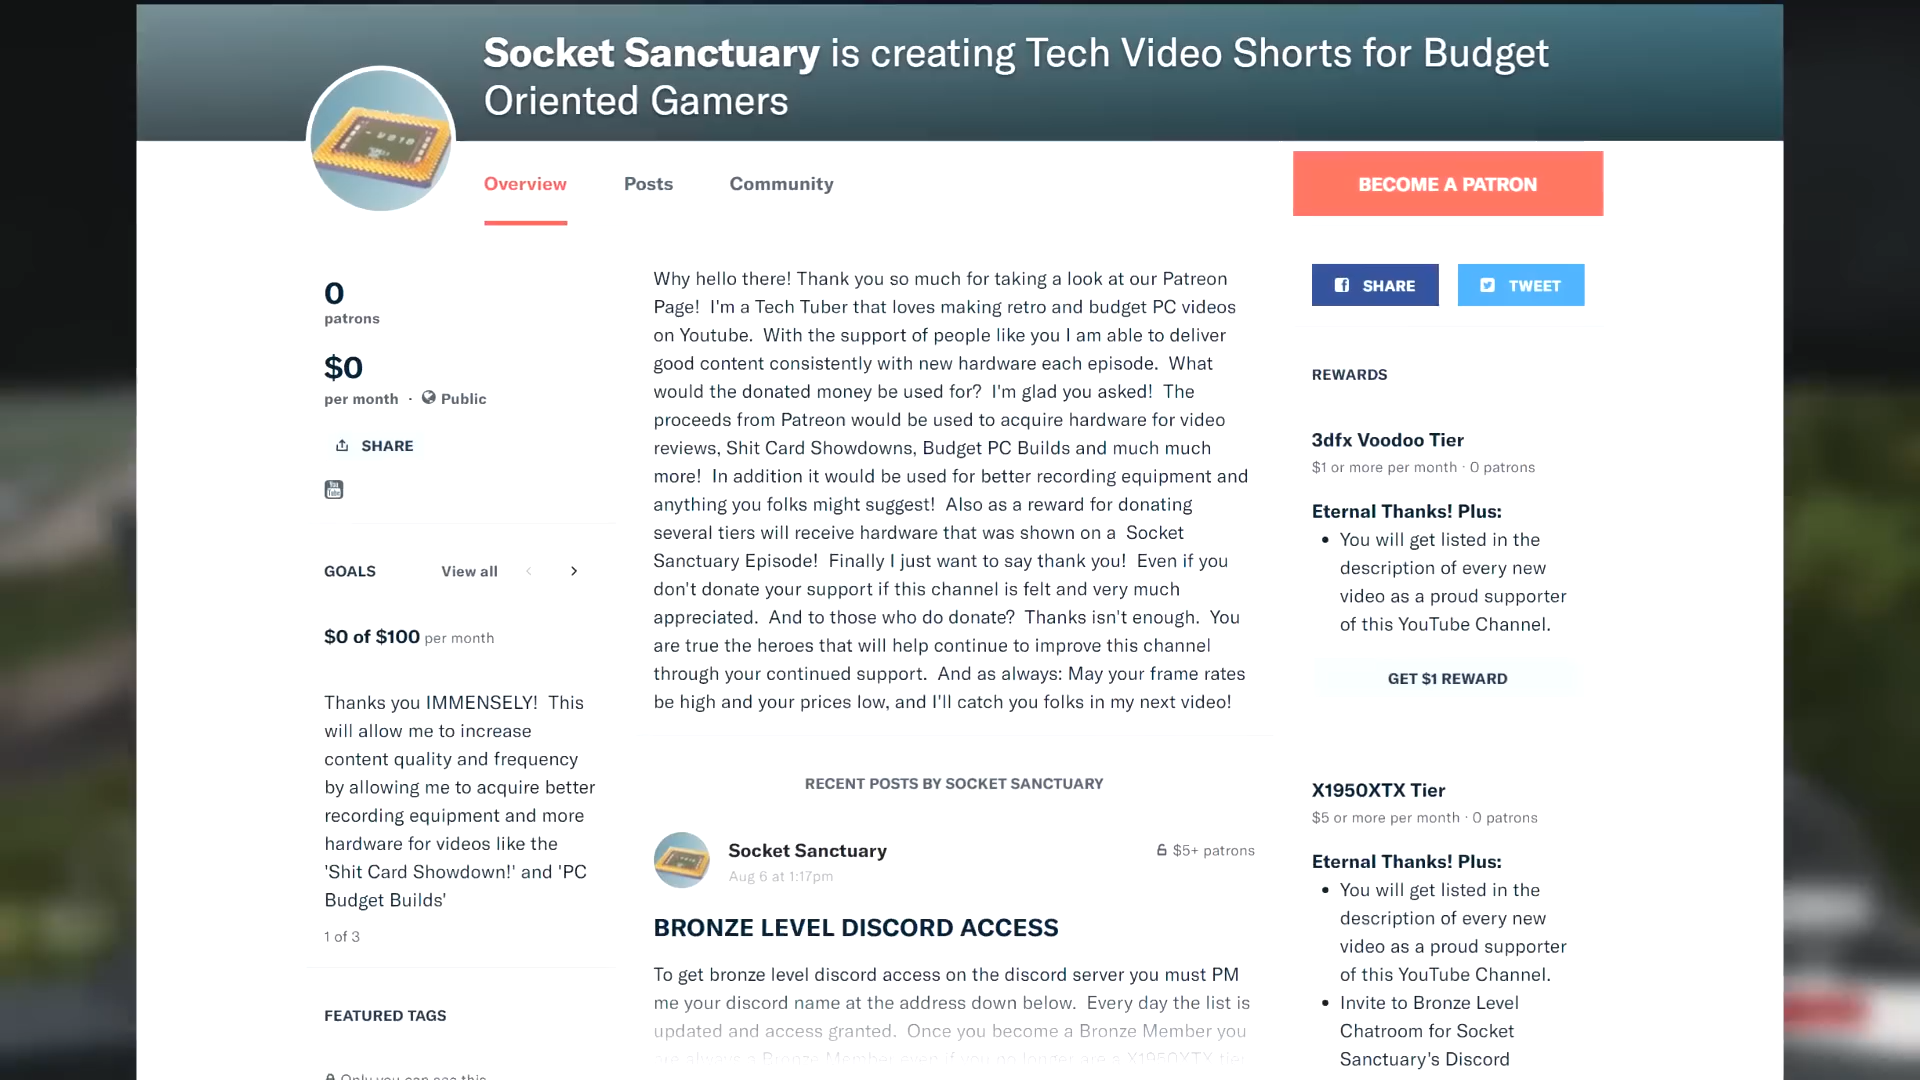 Socket Sanctuary is creating Tech Video Shorts for Budget
Oriented Gamers
Overview
Posts
Community
BECOME A PATRON
0
patrons
$0
per month · Public
SHARE
You
Tube
GOALS
View all
$0 of $100 per month
Thanks you IMMENSELY! This
will allow me to increase
content quality and frequency
by allowing me to acquire better
recording equipment and more
hardware for videos like the
'Shit Card Showdown!' and 'PC
Budget Builds'
1 of 3
FEATURED TAGS
Only you can see this
Why hello there! Thank you so much for taking a look at our Patreon
Page! I'm a Tech Tuber that loves making retro and budget PC videos
on Youtube. With the support of people like you I am able to deliver
good content consistently with new hardware each episode. What
would the donated money be used for? I'm glad you asked! The
proceeds from Patreon would be used to acquire hardware for video
reviews, Shit Card Showdowns, Budget PC Builds and much much
more! In addition it would be used for better recording equipment and
anything you folks might suggest! Also as a reward for donating
several tiers will receive hardware that was shown on a Socket
Sanctuary Episode! Finally I just want to say thank you! Even if you
don't donate your support if this channel is felt and very much
appreciated. And to those who do donate? Thanks isn't enough. You
are true the heroes that will help continue to improve this channel
through your continued support. And as always: May your frame rates
be high and your prices low, and I'll catch you folks in my next video!
RECENT POSTS BY SOCKET SANCTUARY
Socket Sanctuary
$5+ patrons
Aug 6 at 1:17pm
BRONZE LEVEL DISCORD ACCESS
To get bronze level discord access on the discord server you must PM
me your discord name at the address down below. Every day the list is
updated and access granted. Once you become a Bronze Member you
are always a Bronze Member even if you no longer are a X1950XTX tier
SHARE
TWEET
REWARDS
3dfx Voodoo Tier
$1 or more per month · 0 patrons
Eternal Thanks! Plus:
• You will get listed in the
description of every new
video as a proud supporter
of this YouTube Channel.
GET $1 REWARD
X1950XTX Tier
$5 or more per month · 0 patrons
Eternal Thanks! Plus:
• You will get listed in the
description of every new
video as a proud supporter
of this YouTube Channel.
• Invite to Bronze Level
Chatroom for Socket
Sanctuary's Discord